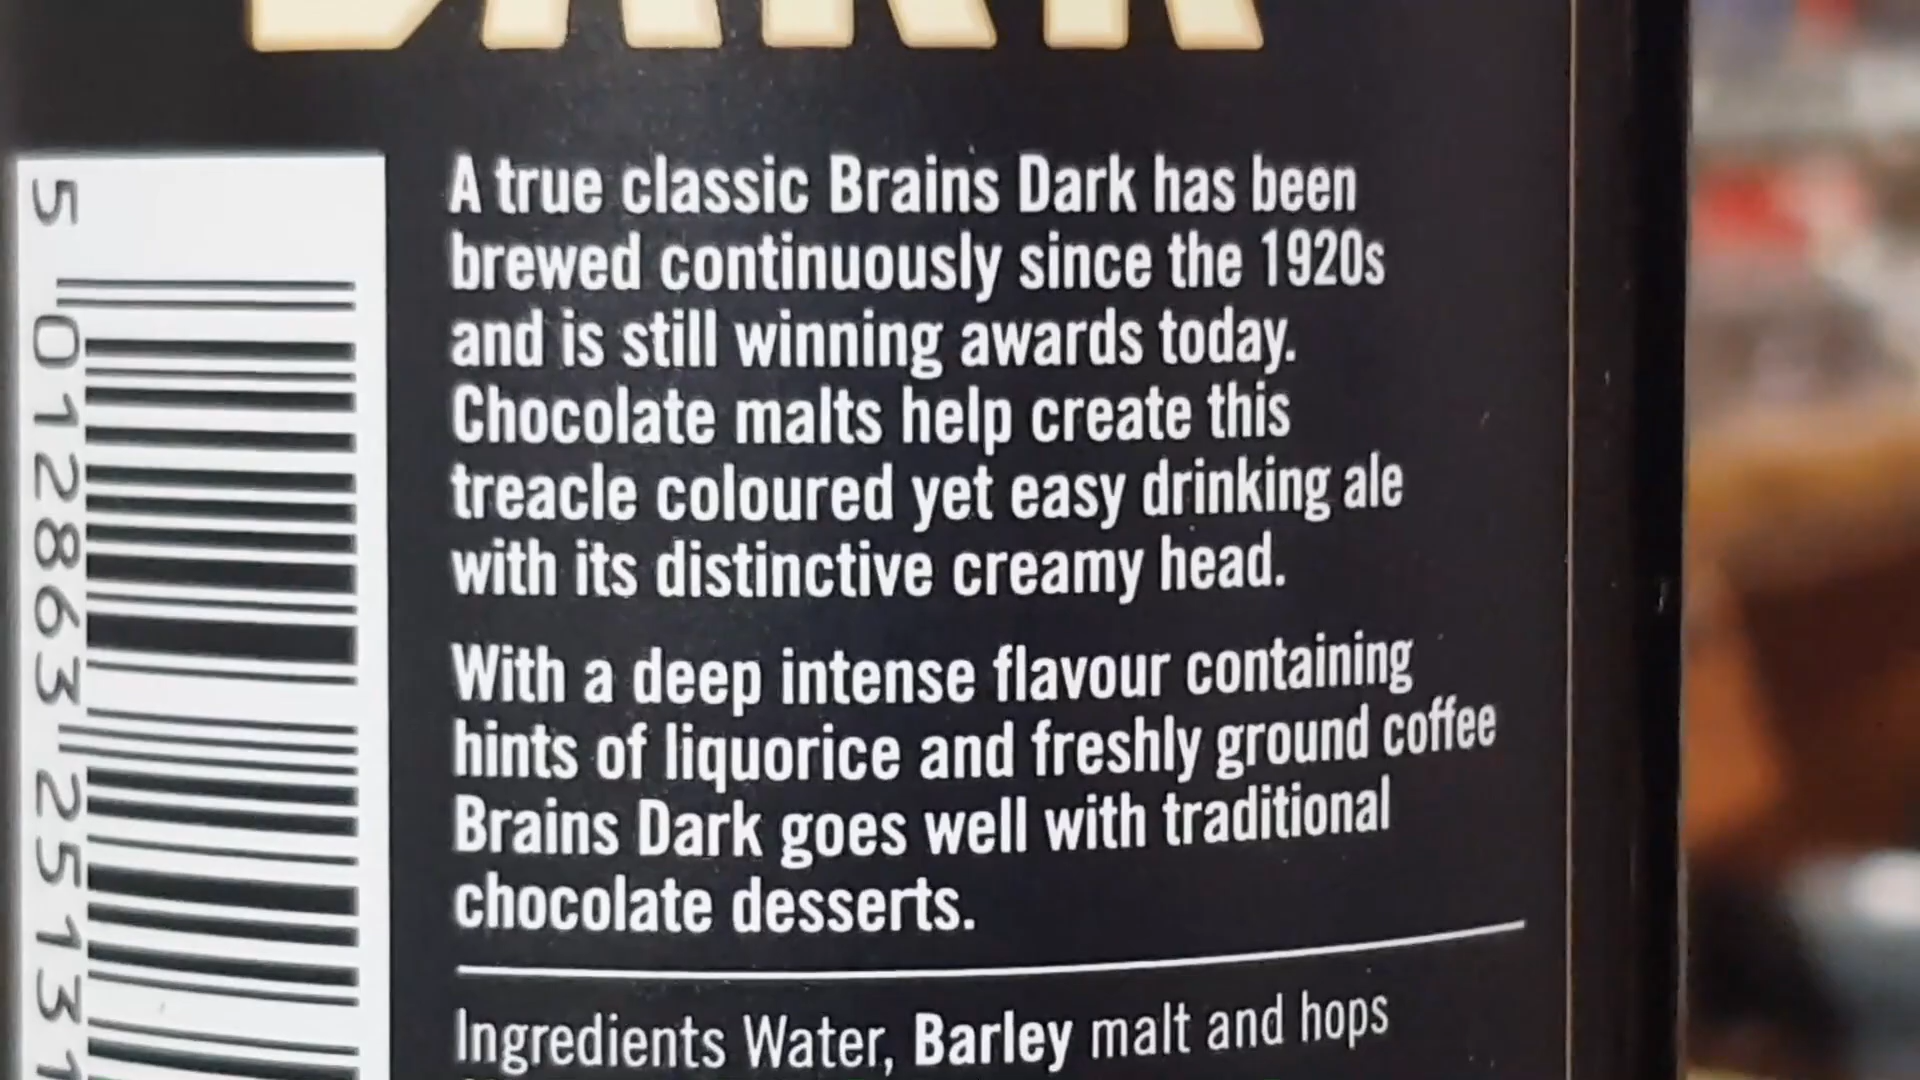 DARK
A true classic Brains Dark has been
brewed continuously since the 1920s
and is still winning awards today.
Chocolate malts help create this
treacle coloured yet easy drinking ale
with its distinctive creamy head.
With a deep intense flavour containing
hints of liquorice and freshly ground coffee
Brains Dark goes well with traditional
chocolate desserts.
Ingredients Water, Barley malt and hops
5 012863 25131